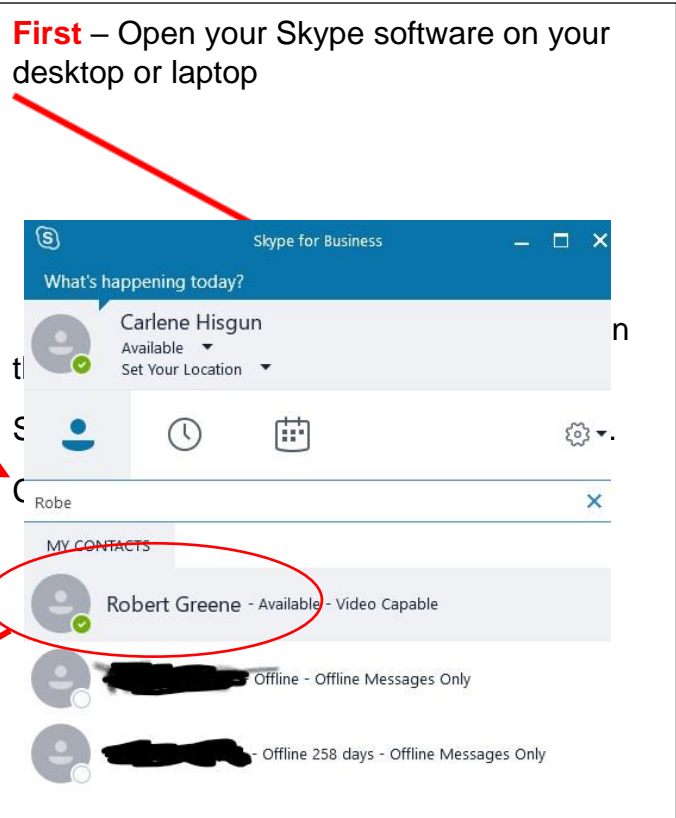 First – Open your Skype software on your
desktop or laptop
Skype for Business
What's happening today?
Carlene Hisgun
Available
Set Your Location
Robe
MY CONTACTS
Robert Greene - Available - Video Capable
Offline - Offline Messages Only
- Offline 258 days - Offline Messages Only